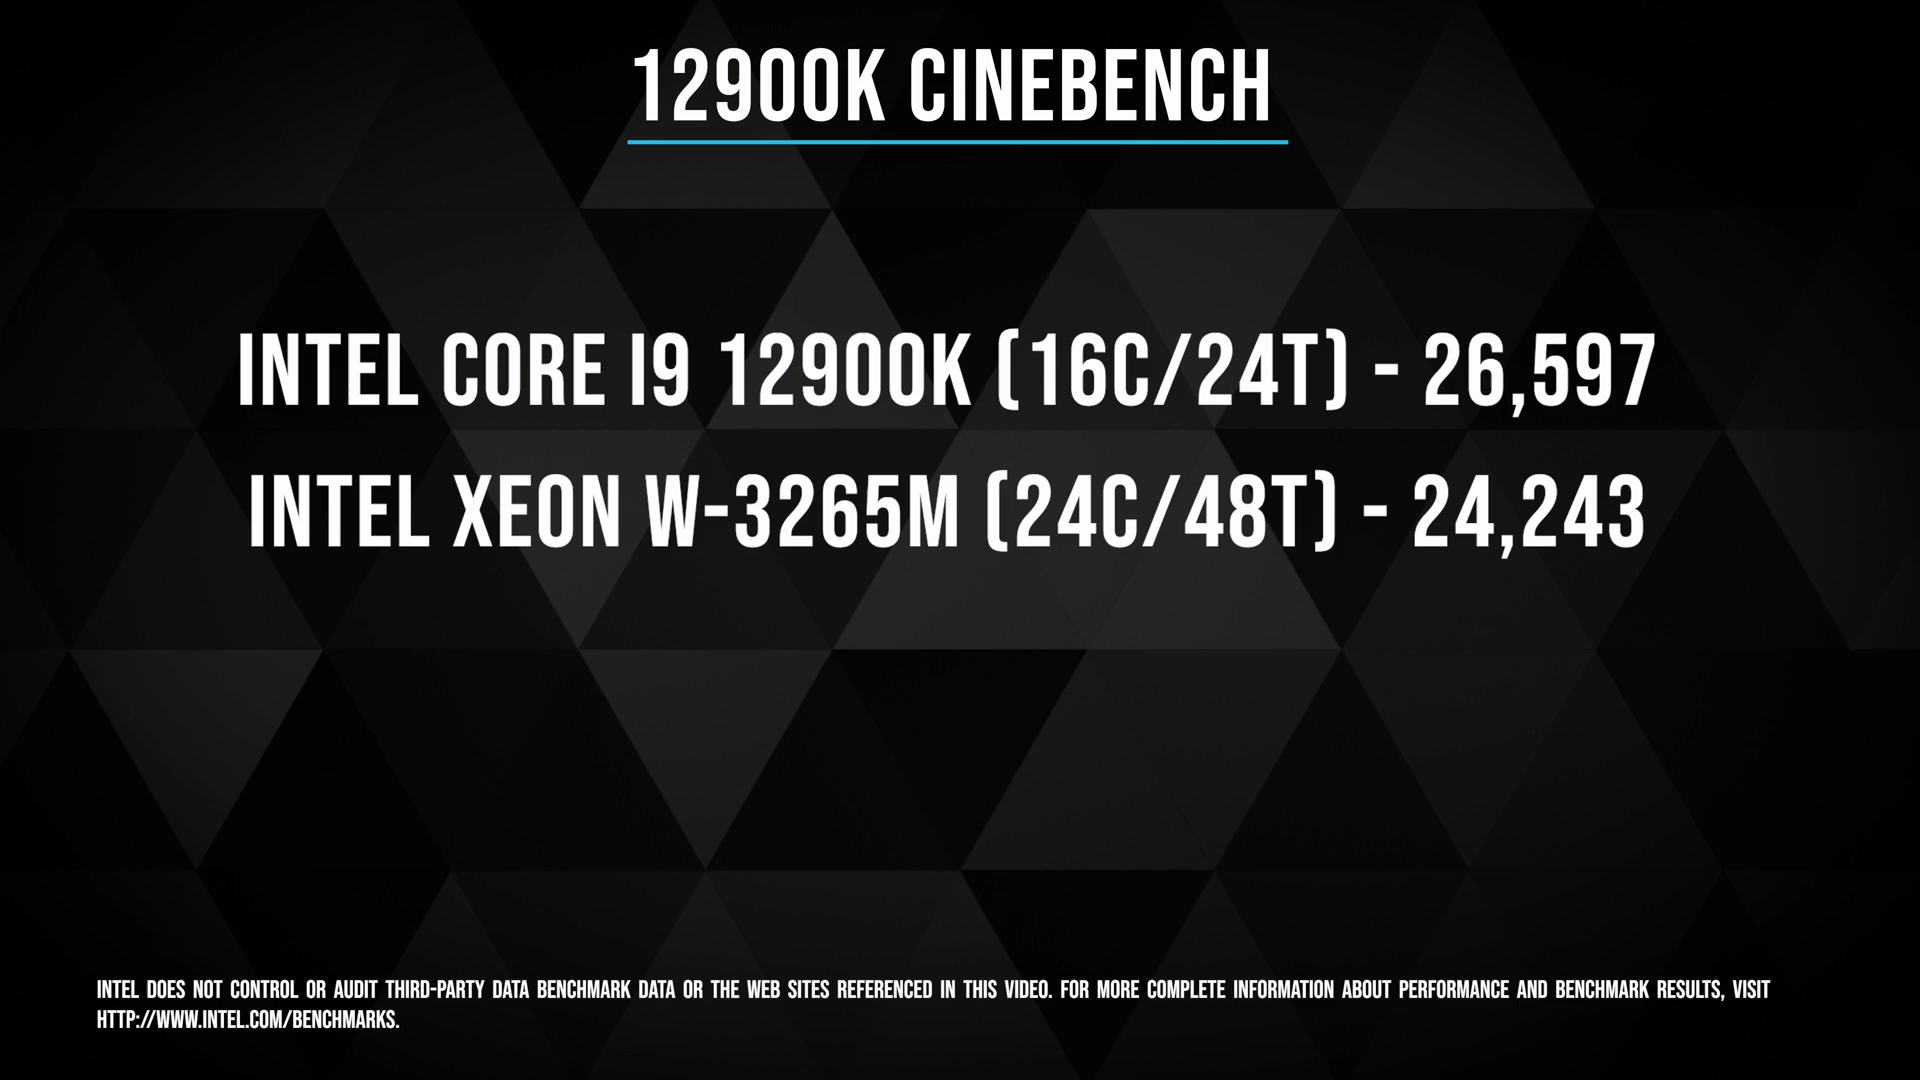 12900K CINEBENCH
INTEL CORE I9 12900K (16C/24T) - 26,597
INTEL XEON W-3265M (24C/48T) - 24,243
INTEL DOES NOT CONTROL OR AUDIT THIRD-PARTY DATA BENCHMARK DATA OR THE WEB SITES REFERENCED IN THIS VIDEO. FOR MORE COMPLETE INFORMATION ABOUT PERFORMANCE AND BENCHMARK RESULTS, VISIT
HTTP://WWW.INTEL.COM/BENCHMARKS.